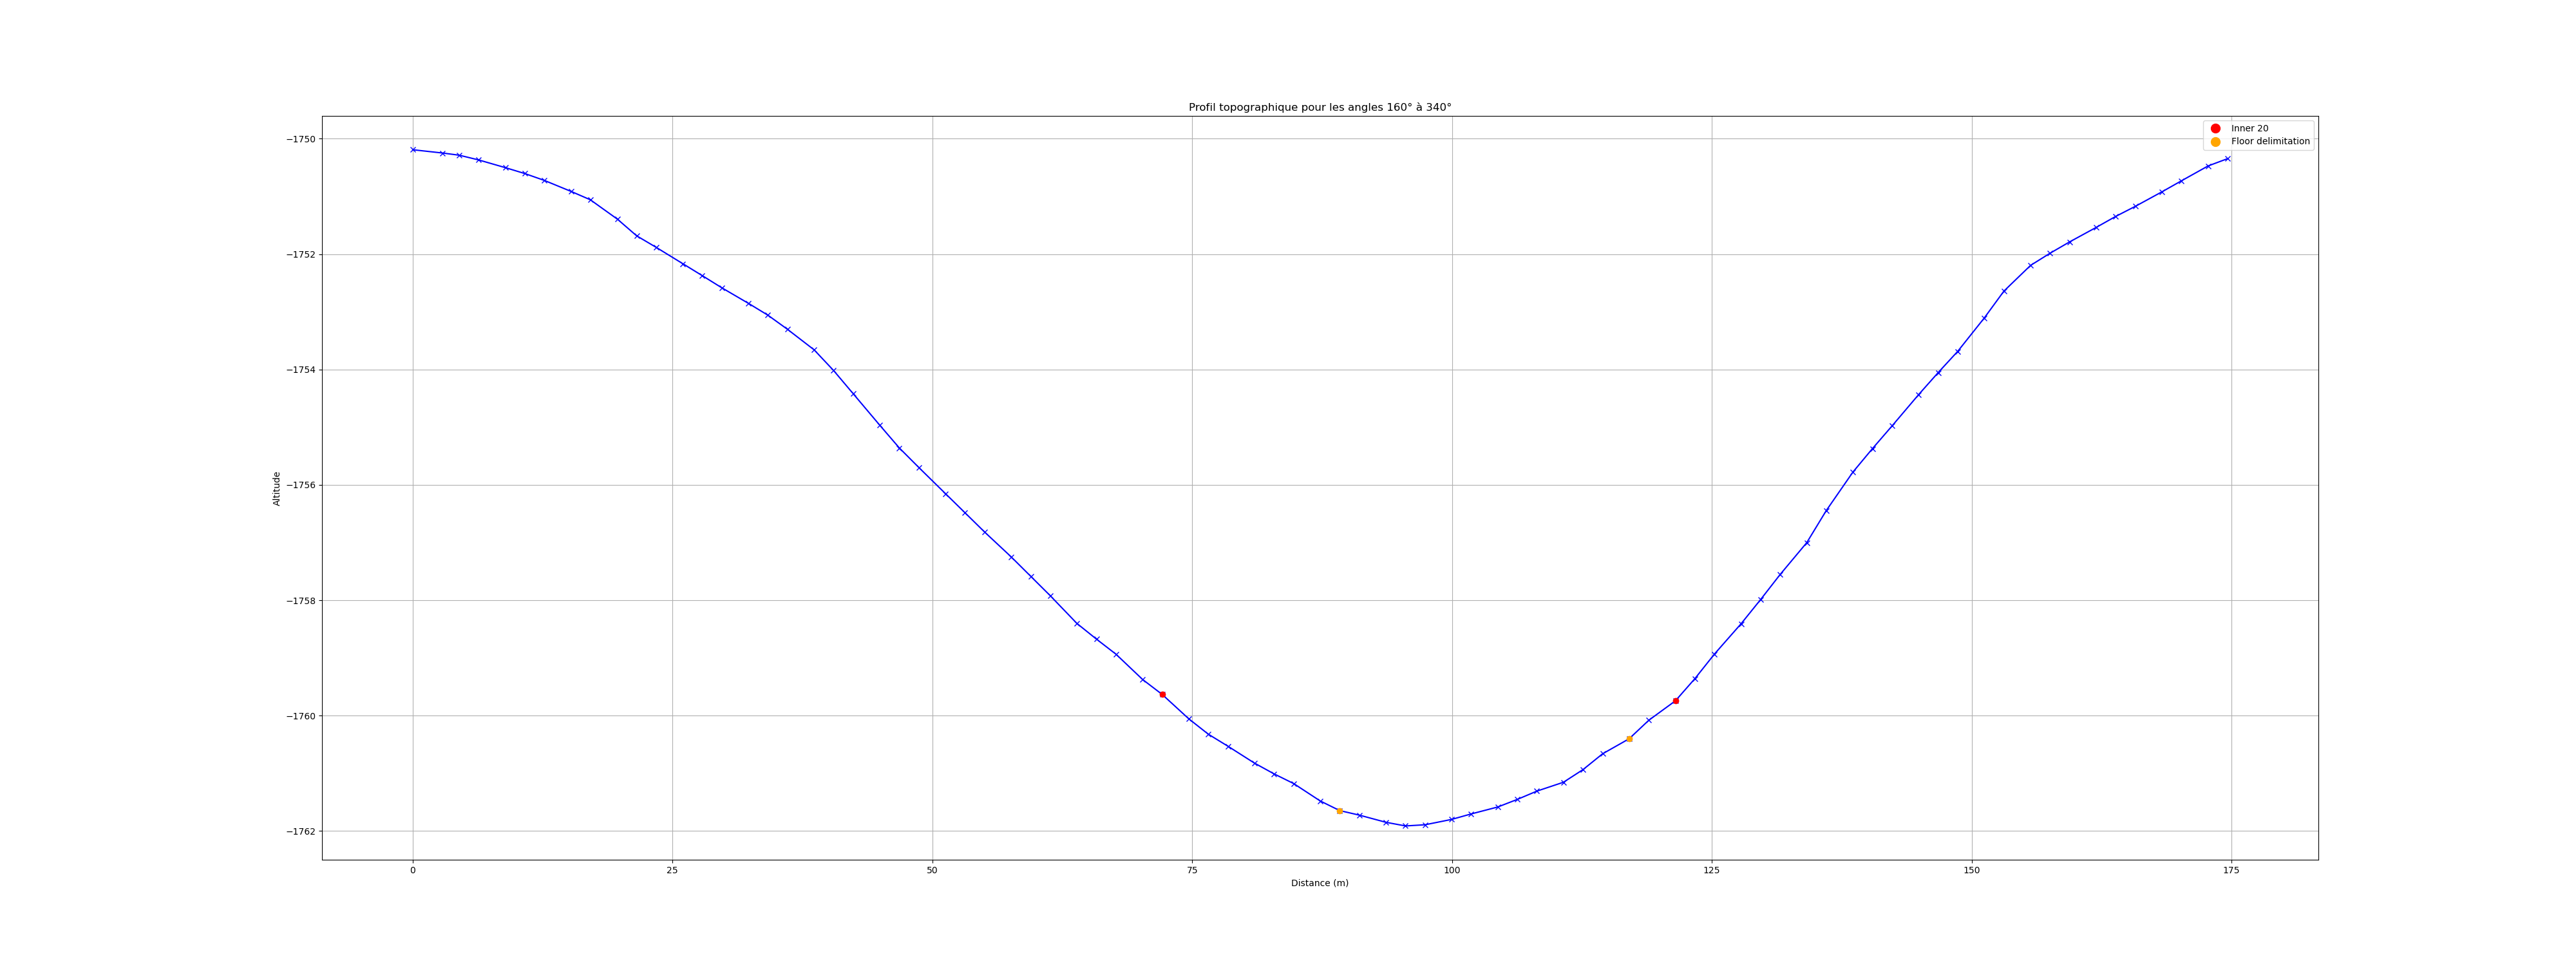 Profil topographique pour les angles 160° à 340°
Inner 20
Floor delimitation
Altitude
−1750
−1752
−1754
−1756
−1758
−1760
−1762
0 25 50 75 100 125 150 175
Distance (m)